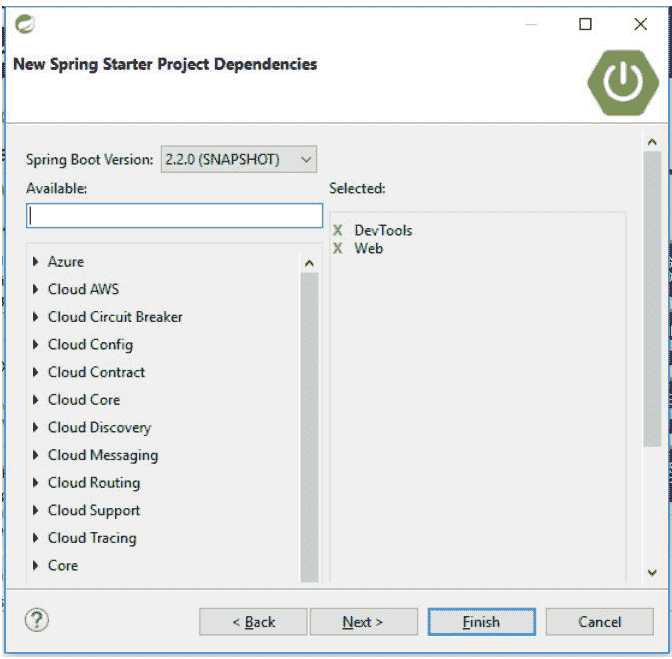 New Spring Starter Project Dependencies
Spring Boot Version: 2.2.0 (SNAPSHOT)
Available:
Selected:
X DevTools
X Web
Azure
Cloud AWS
Cloud Circuit Breaker
Cloud Config
Cloud Contract
Cloud Core
Cloud Discovery
Cloud Messaging
Cloud Routing
Cloud Support
Cloud Tracing
Core
?
< Back
Next >
Finish
Cancel